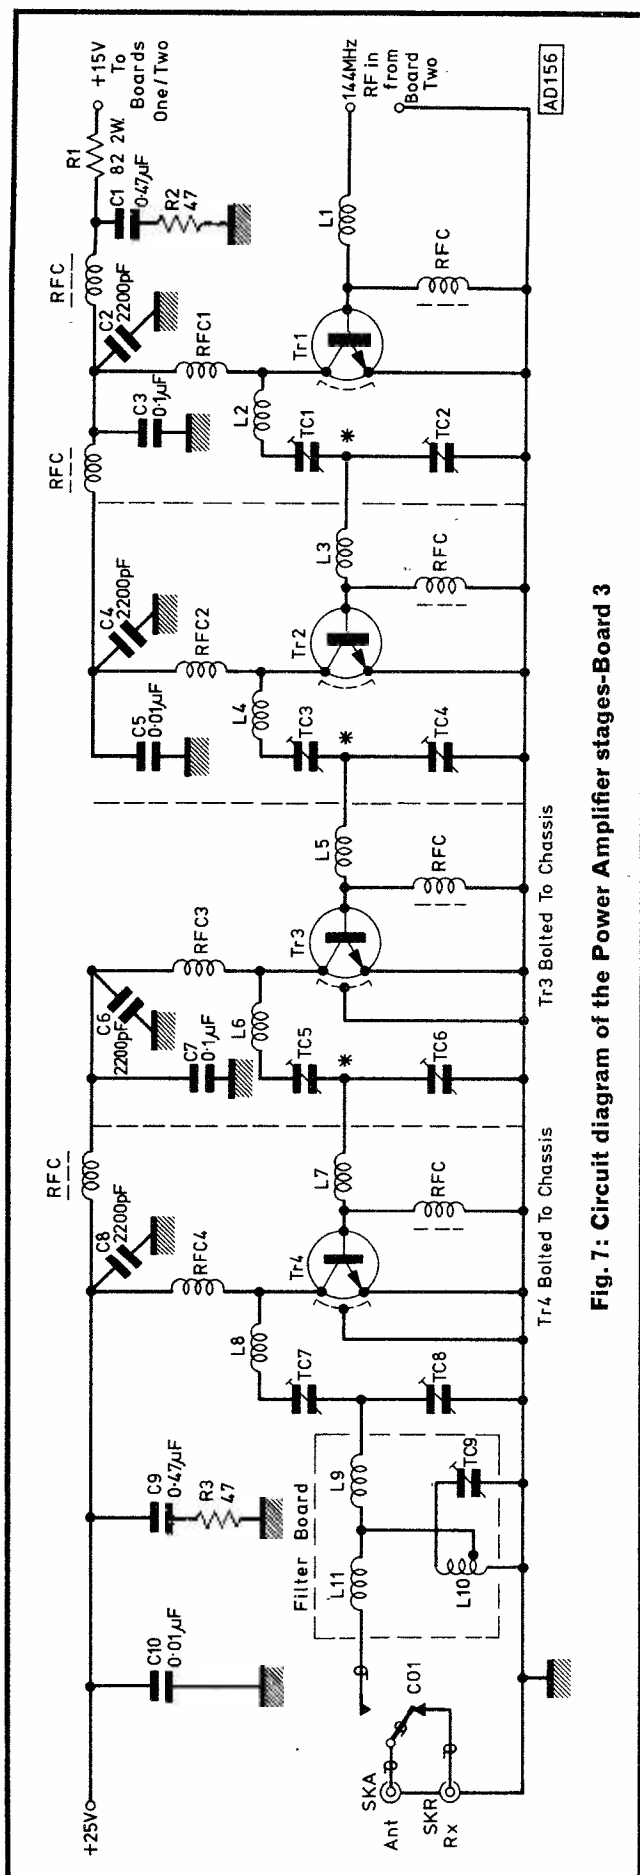 +25V
C10
0·01µF
C9
0·47µF
R3
47
C8
2200pF
RFC
RFC4
C7
0·1µF
C6
2200pF
RFC3
C5
0·01µF
C4
2200pF
RFC2
RFC
C3
0·1µF
C2
2200pF
RFC1
RFC
C1
0·47µF
R2
47
R1
82 2W.
+15V
To
Boards
One/Two
SKA
Ant
SKR
Rx
CO1
Filter Board
L11
L9
L10
TC9
L8
TC7
TC8
Tr4
L7
RFC
L6
TC5
*
TC6
Tr3
L5
RFC
L4
TC3
*
TC4
Tr2
L3
RFC
L2
TC1
*
TC2
Tr1
L1
RFC
144MHz
RF in
from
Board
Two
Tr4 Bolted To Chassis
Tr3 Bolted To Chassis
AD156
Fig. 7: Circuit diagram of the Power Amplifier stages-Board 3